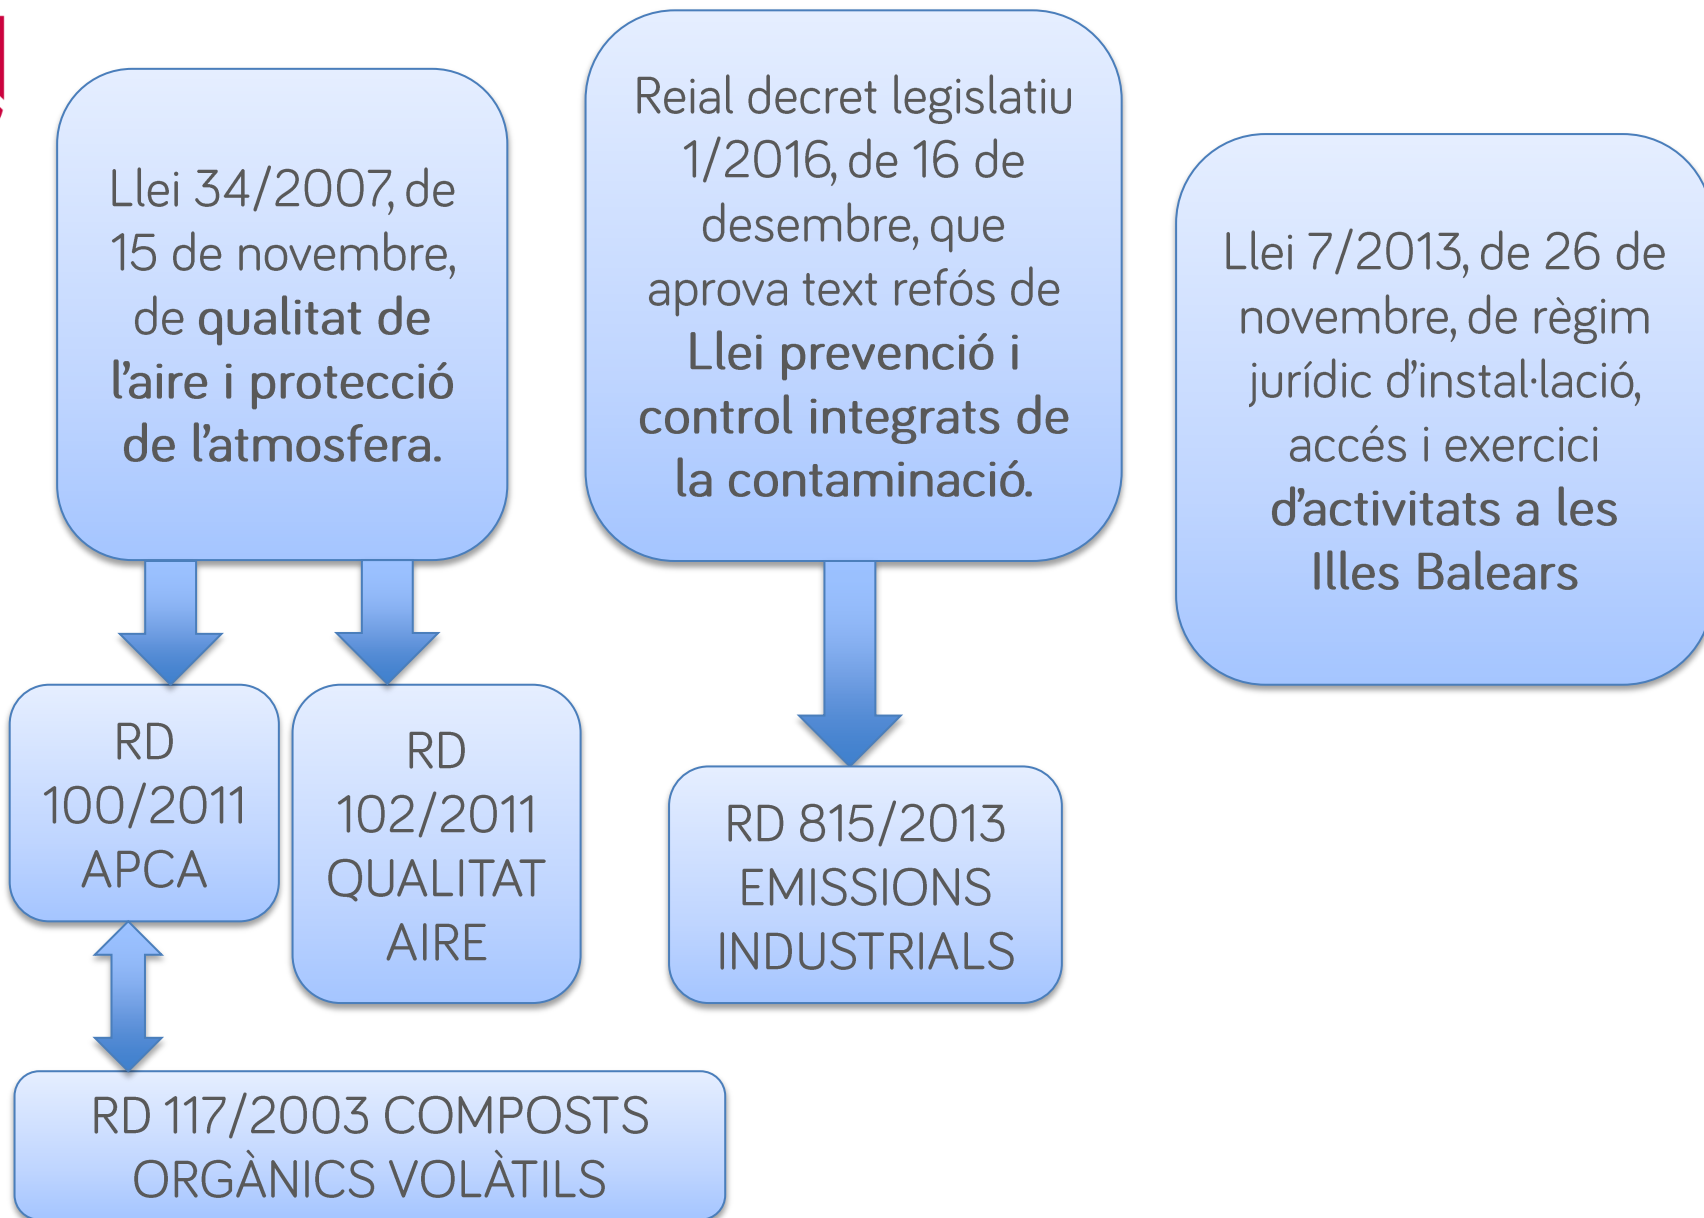 Llei 34/2007, de
15 de novembre,
de qualitat de
l’aire i protecció
de l’atmosfera.
Reial decret legislatiu
1/2016, de 16 de
desembre, que
aprova text refós de
Llei prevenció i
control integrats de
la contaminació.
Llei 7/2013, de 26 de
novembre, de règim
jurídic d’instal·lació,
accés i exercici
d’activitats a les
Illes Balears
RD
100/2011
APCA
RD
102/2011
QUALITAT
AIRE
RD 815/2013
EMISSIONS
INDUSTRIALS
RD 117/2003 COMPOSTS
ORGÀNICS VOLÀTILS